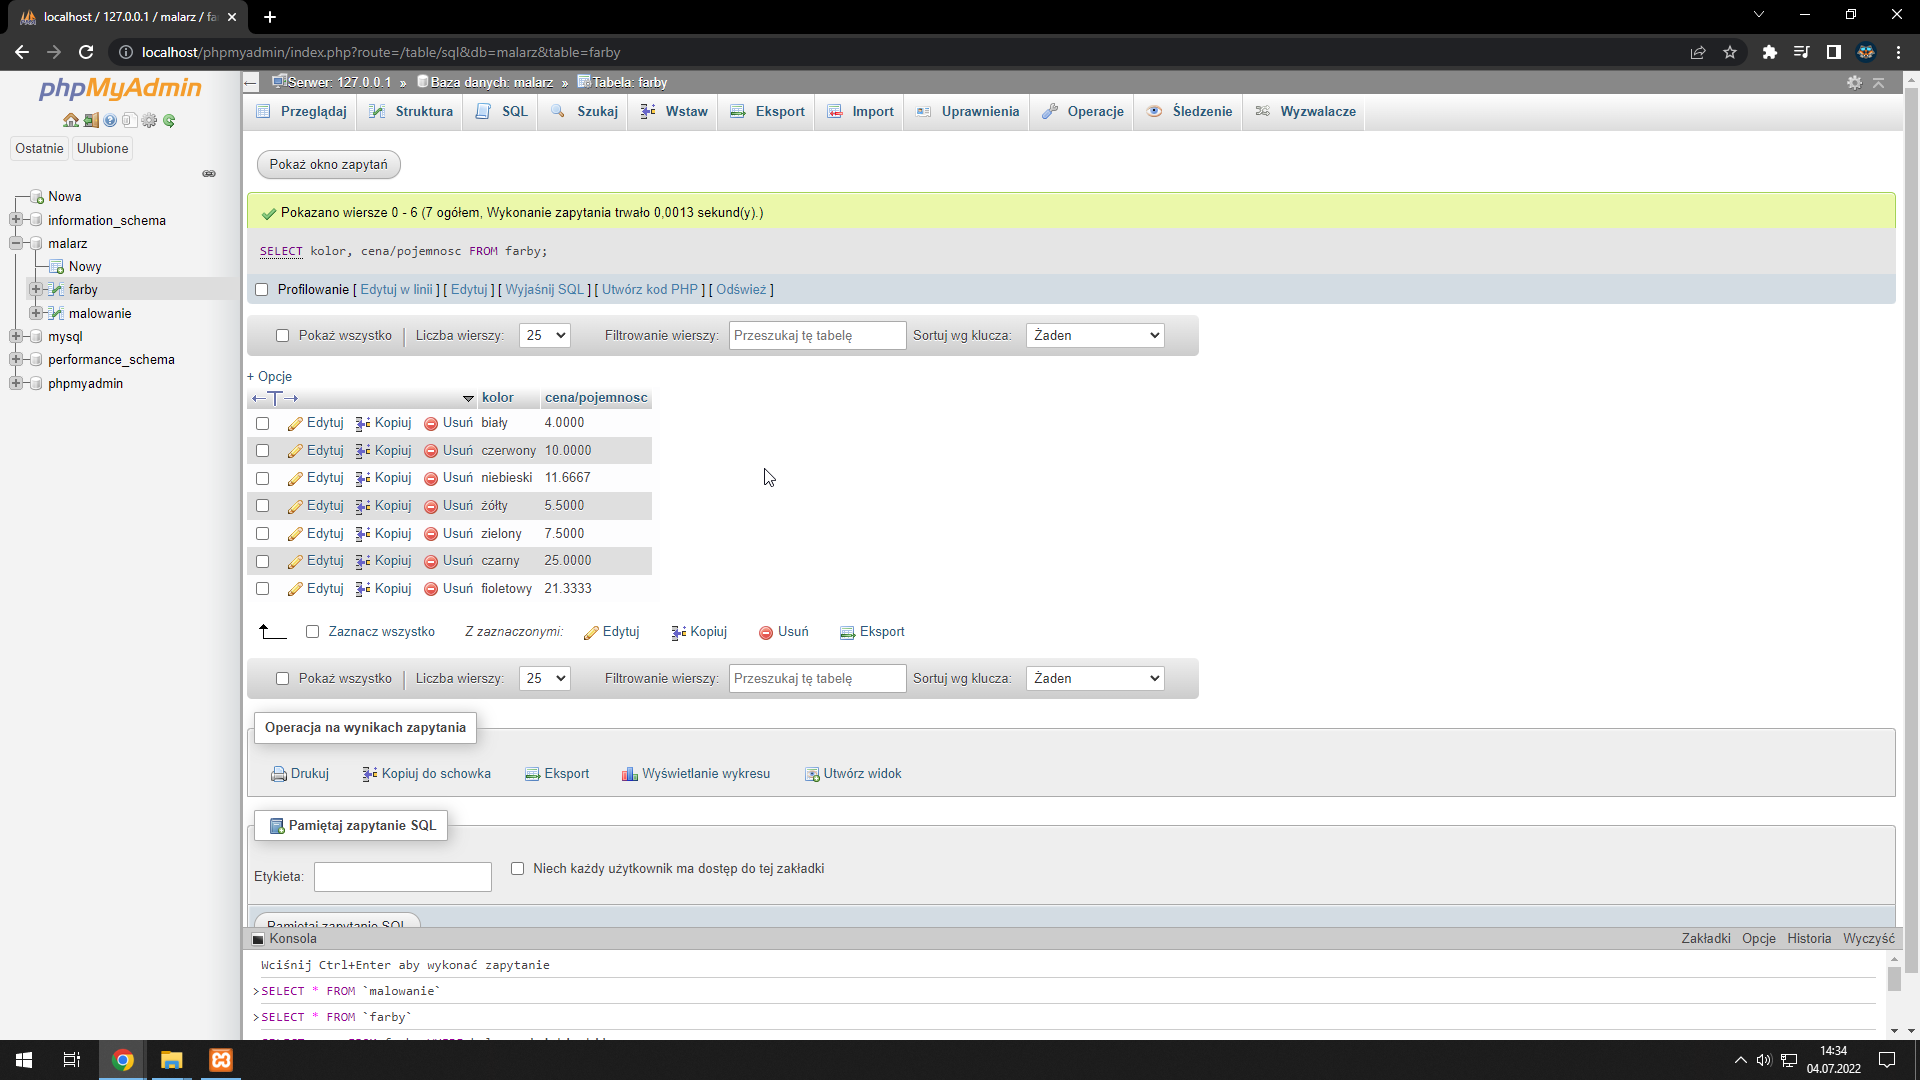 localhost / 127.0.0.1 / malarz / fa
localhost/phpmyadmin/index.php?route=/table/sql&db=malarz&table=farby
phpMyAdmin
Ostatnie Ulubione
Nowa
information_schema
malarz
Nowy
farby
malowanie
mysql
performance_schema
phpmyadmin
Serwer: 127.0.0.1 » Baza danych: malarz » Tabela: farby
Przeglądaj Struktura SQL Szukaj Wstaw Eksport Import Uprawnienia Operacje Śledzenie Wyzwalacze
Pokaż okno zapytań
Pokazano wiersze 0 - 6 (7 ogółem, Wykonanie zapytania trwało 0,0013 sekund(y).)
SELECT kolor, cena/pojemnosc FROM farby;
Profilowanie [ Edytuj w linii ] [ Edytuj ] [ Wyjaśnij SQL ] [ Utwórz kod PHP ] [ Odśwież ]
Pokaż wszystko | Liczba wierszy: 25 Filtrowanie wierszy: Przeszukaj tę tabelę Sortuj wg klucza: Żaden
+ Opcje
←T→ kolor cena/pojemnosc
Edytuj Kopiuj Usuń biały 4.0000
Edytuj Kopiuj Usuń czerwony 10.0000
Edytuj Kopiuj Usuń niebieski 11.6667
Edytuj Kopiuj Usuń żółty 5.5000
Edytuj Kopiuj Usuń zielony 7.5000
Edytuj Kopiuj Usuń czarny 25.0000
Edytuj Kopiuj Usuń fioletowy 21.3333
Zaznacz wszystko Z zaznaczonymi: Edytuj Kopiuj Usuń Eksport
Pokaż wszystko | Liczba wierszy: 25 Filtrowanie wierszy: Przeszukaj tę tabelę Sortuj wg klucza: Żaden
Operacja na wynikach zapytania
Drukuj Kopiuj do schowka Eksport Wyświetlanie wykresu Utwórz widok
Pamiętaj zapytanie SQL
Etykieta: Niech każdy użytkownik ma dostęp do tej zakładki
Pamiętaj zapytanie SQL
Konsola Zakładki Opcje Historia Wyczyść
Wciśnij Ctrl+Enter aby wykonać zapytanie
>SELECT * FROM `malowanie`
>SELECT * FROM `farby`
14:34
04.07.2022